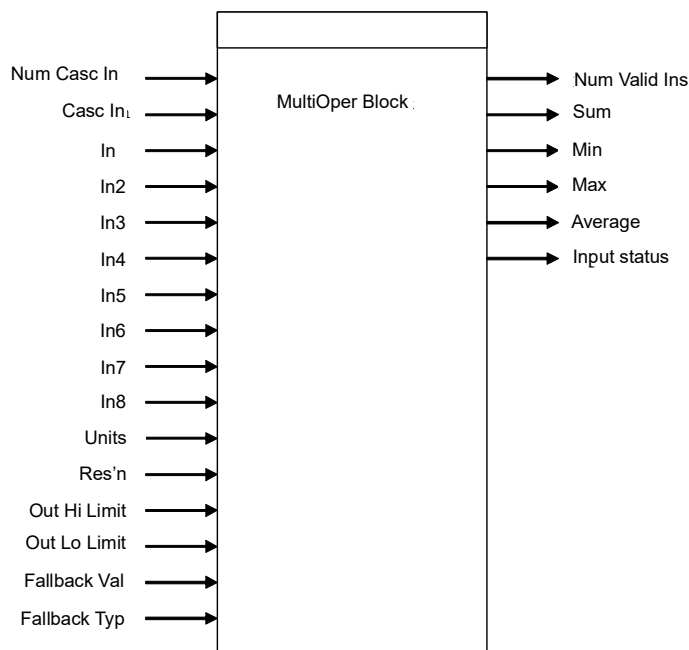 Num Casc In
Casc In1
In
In2
In3
In4
In5
In6
In7
In8
Units
Res'n
Out Hi Limit
Out Lo Limit
Fallback Val
Fallback Typ
MultiOper Block
Num Valid Ins
Sum
Min
Max
Average
Input status